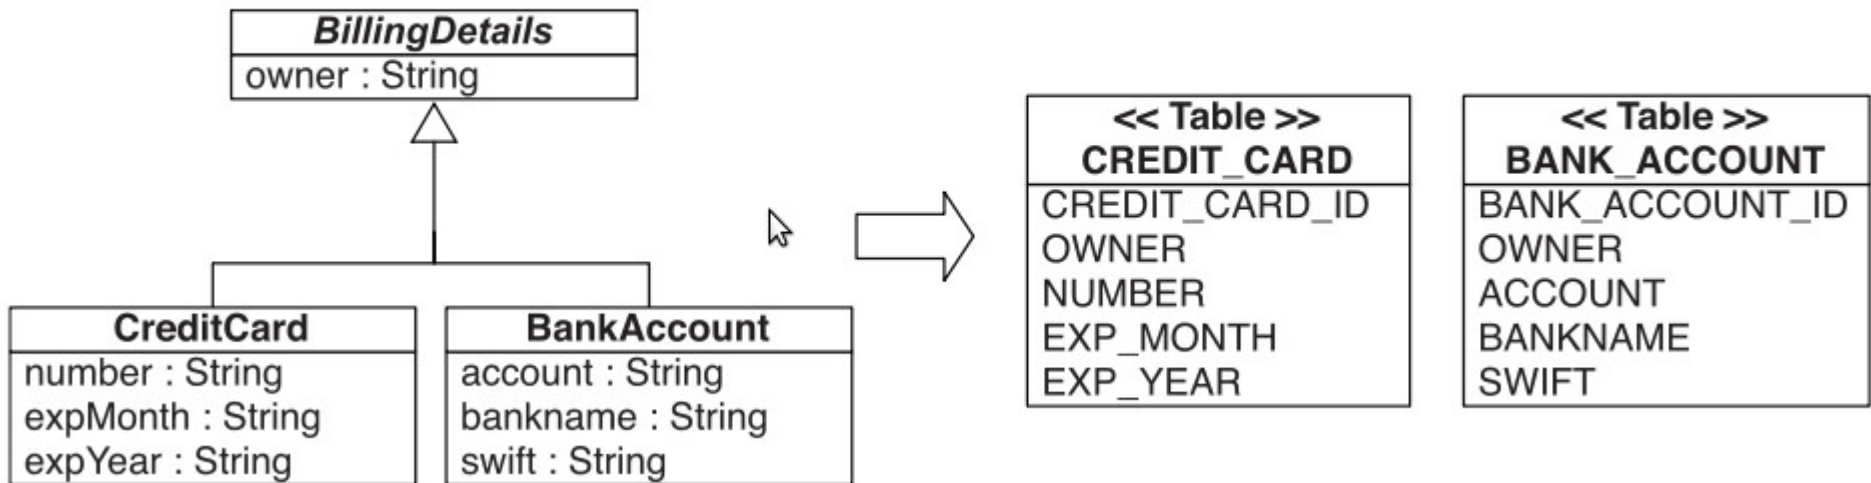 BillingDetails
owner : String
CreditCard
number : String
expMonth : String
expYear : String
BankAccount
account : String
bankname : String
swift : String
<< Table >>
CREDIT_CARD
CREDIT_CARD_ID
OWNER
NUMBER
EXP_MONTH
EXP_YEAR
<< Table >>
BANK_ACCOUNT
BANK_ACCOUNT_ID
OWNER
ACCOUNT
BANKNAME
SWIFT